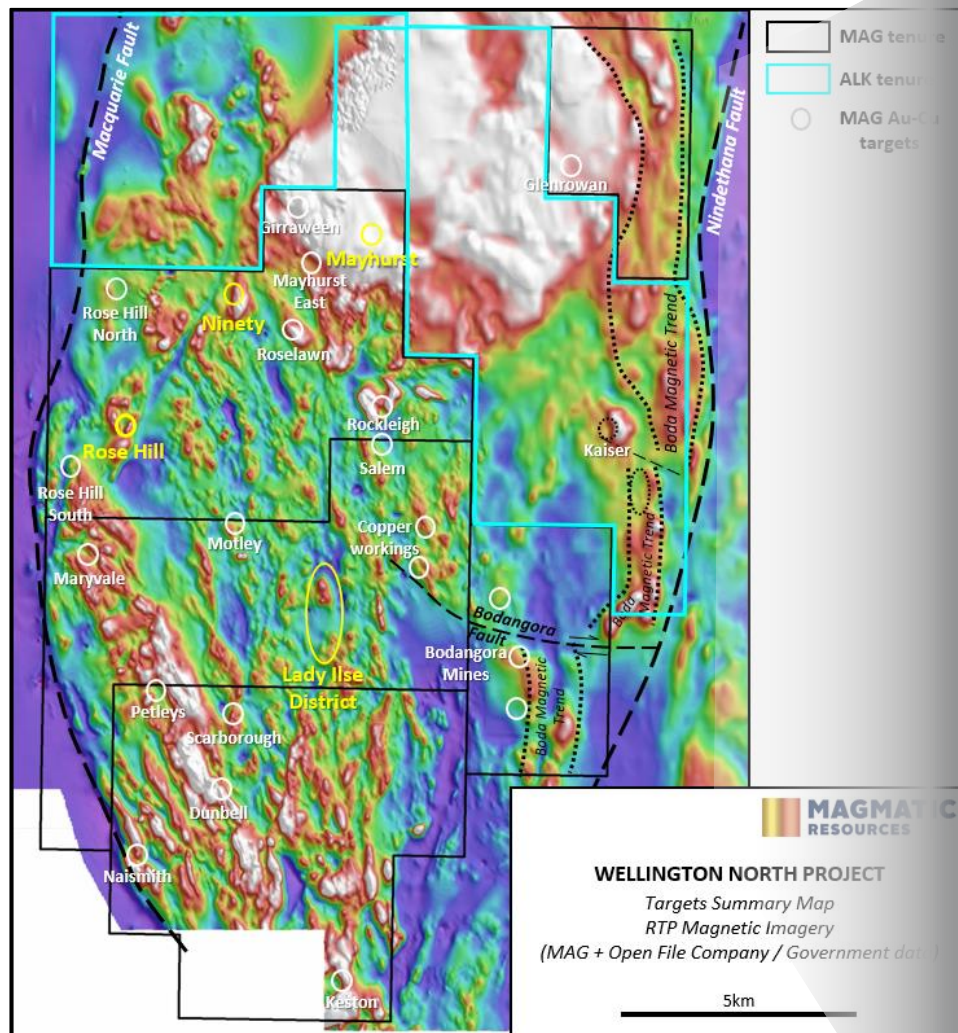 Macquarie Fault
Nindethana Fault
MAG tenure
ALK tenure
MAG Au-Cu
targets
Glenrowan
Girraween
Mayhurst
Mayhurst
East
Rose Hill
North
Ninety
Roselawn
Boda Magnetic Trend
Rockleigh
Rose Hill
Salem
Kaiser
Rose Hill
South
Motley
Copper
workings
Maryvale
Boda
Magnetic Trend
Bodangora
Fault
Bodangora
Mines
Lady Ilse
District
Boda Magnetic
Trend
Petleys
Scarborough
Dunbell
Naismith
Keston
MAGMATIC
RESOURCES
WELLINGTON NORTH PROJECT
Targets Summary Map
RTP Magnetic Imagery
(MAG + Open File Company / Government data)
5km